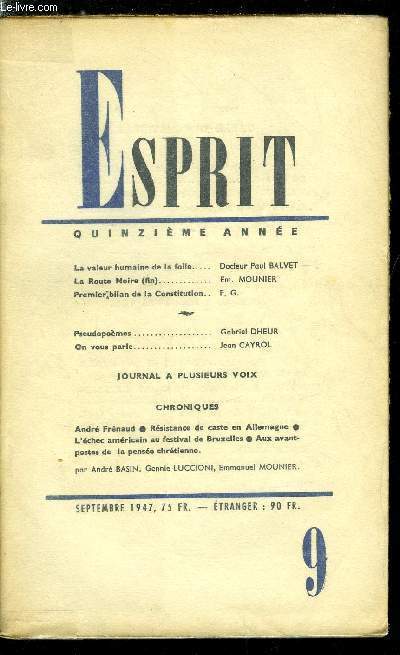 Le-livre.com
ESPRIT
QUINZIÈME ANNÉE
La valeur humaine de la folie..... Docteur Paul BALVET
La Route Noire (fin)............. Em. MOUNIER
Premier bilan de la Constitution.. F. G.
Pseudopoèmes .................. Gabriel DHEUR
On vous parle................... Jean CAYROL
JOURNAL A PLUSIEURS VOIX
CHRONIQUES
André Frénaud ● Résistance de caste en Allemagne ●
L'échec américain au festival de Bruxelles ● Aux avant-
postes de la pensée chrétienne.
par André BASIN, Gennie LUCCIONI, Emmanuel MOUNIER.
SEPTEMBRE 1947, 75 FR. — ÉTRANGER : 90 FR.
9